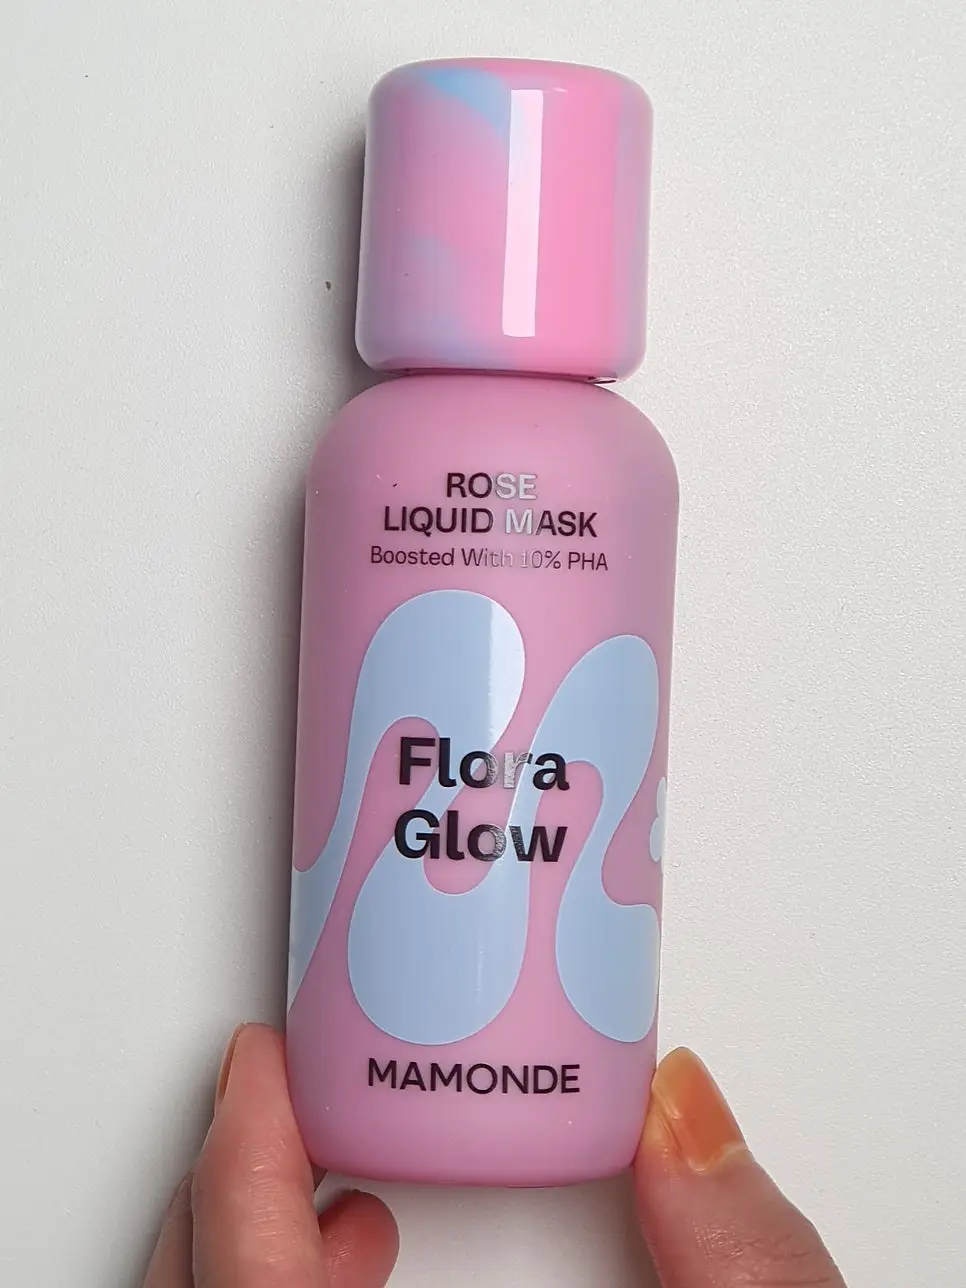 ROSE
LIQUID MASK
Boosted With 10% PHA
Flora
Glow
MAMONDE